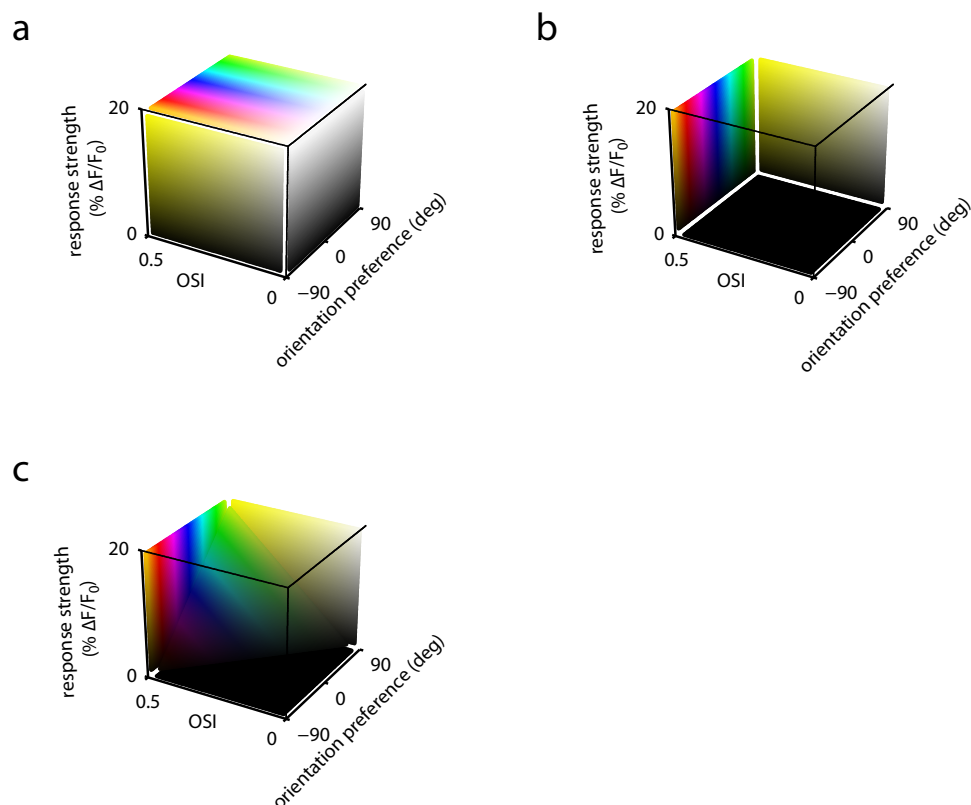 a
response strength
(% ΔF/F₀)
20
0
0.5
OSI
0
−90
0
90
orientation preference (deg)
b
response strength
(% ΔF/F₀)
20
0
0.5
OSI
0
−90
0
90
orientation preference (deg)
c
response strength
(% ΔF/F₀)
20
0
0.5
OSI
0
−90
0
90
orientation preference (deg)